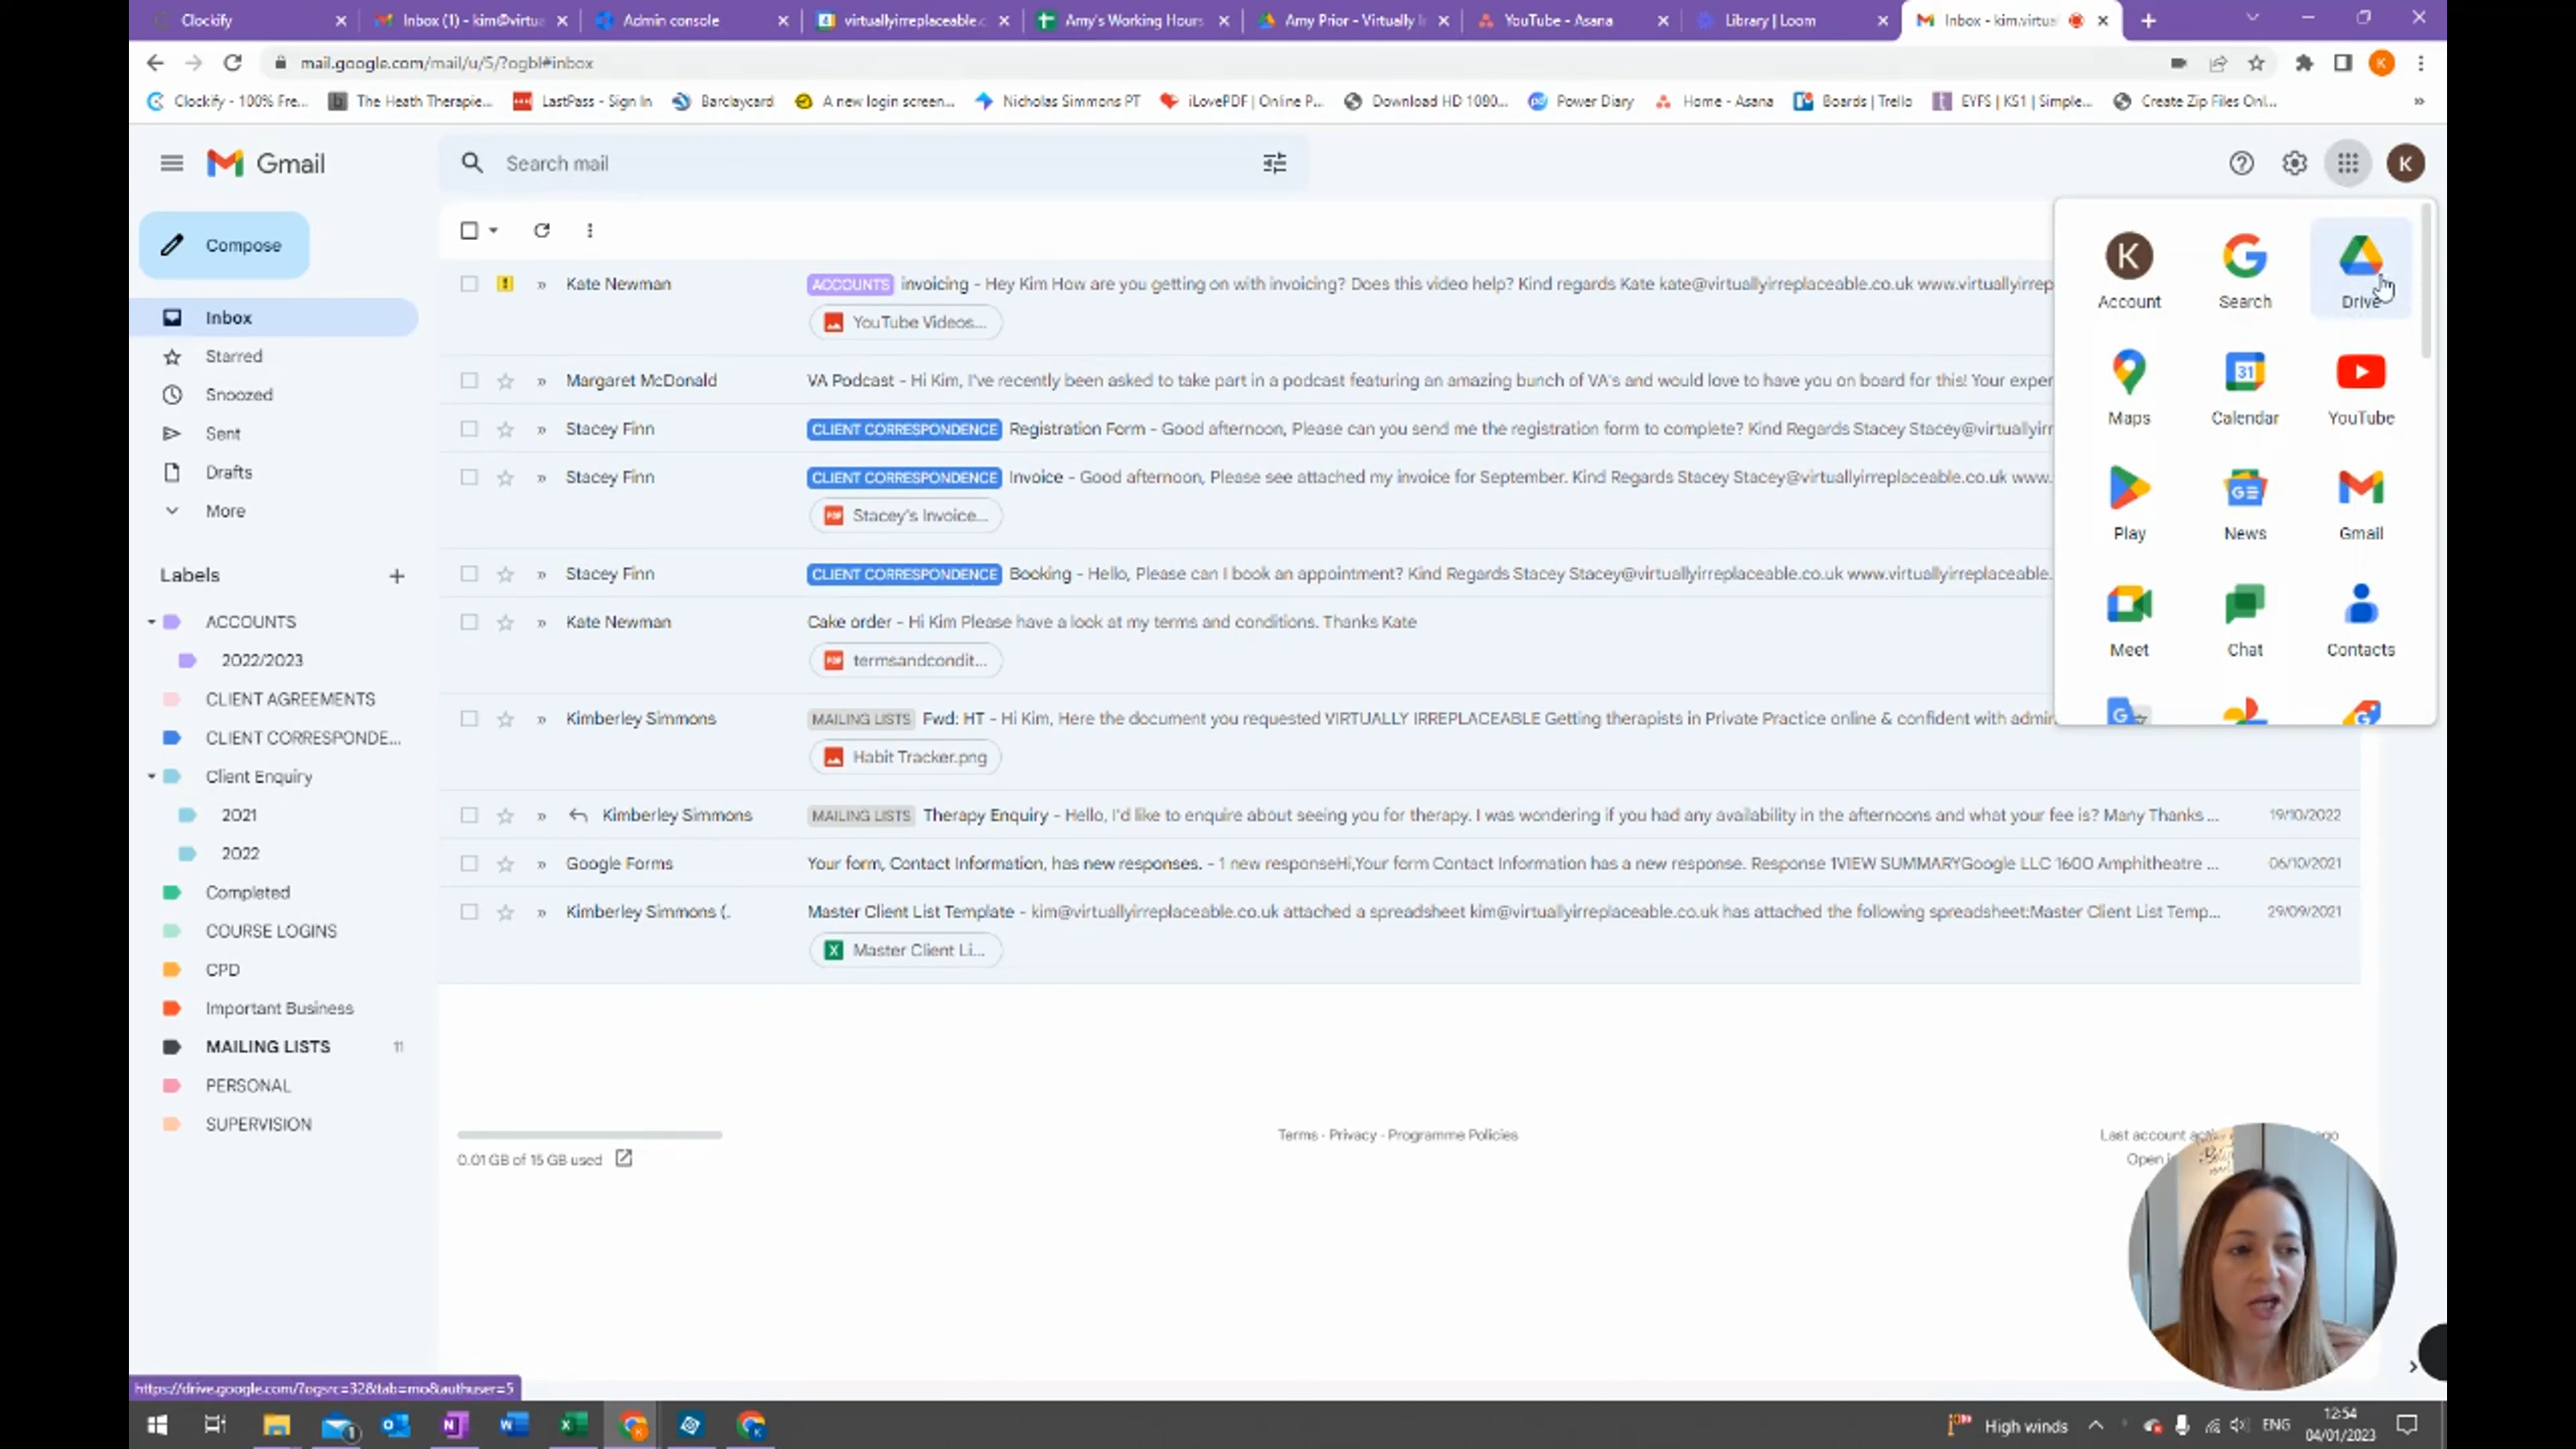 Clockify
Inbox (1) - kim@virtua
Admin console
virtuallyirreplaceable.c
Amy's Working Hours
Amy Prior - Virtually Ir
YouTube - Asana
Library | Loom
Inbox - kim.virtual
mail.google.com/mail/u/5/?ogbl#inbox
K
Clockify - 100% Fre...
The Heath Therapie...
LastPass - Sign In
Barclaycard
A new login screen...
Nicholas Simmons PT
iLovePDF | Online P...
Download HD 1080...
Power Diary
Home - Asana
Boards | Trello
EYFS | KS1 | Simple...
Create Zip Files Onl...
»
Gmail
Search mail
K
Compose
Inbox
Starred
Snoozed
Sent
Drafts
More
Labels
ACCOUNTS
2022/2023
CLIENT AGREEMENTS
CLIENT CORRESPONDE...
Client Enquiry
2021
2022
Completed
COURSE LOGINS
CPD
Important Business
MAILING LISTS 11
PERSONAL
SUPERVISION
Kate Newman ACCOUNTS invoicing - Hey Kim How are you getting on with invoicing? Does this video help? Kind regards Kate kate@virtuallyirreplaceable.co.uk www.virtuallyirrep
YouTube Videos...
Margaret McDonald VA Podcast - Hi Kim, I've recently been asked to take part in a podcast featuring an amazing bunch of VA's and would love to have you on board for this! Your exper
Stacey Finn CLIENT CORRESPONDENCE Registration Form - Good afternoon, Please can you send me the registration form to complete? Kind Regards Stacey Stacey@virtuallyirr
Stacey Finn CLIENT CORRESPONDENCE Invoice - Good afternoon, Please see attached my invoice for September. Kind Regards Stacey Stacey@virtuallyirreplaceable.co.uk www.
PDF Stacey's Invoice...
Stacey Finn CLIENT CORRESPONDENCE Booking - Hello, Please can I book an appointment? Kind Regards Stacey Stacey@virtuallyirreplaceable.co.uk www.virtuallyirreplaceable.
Kate Newman Cake order - Hi Kim Please have a look at my terms and conditions. Thanks Kate
PDF termsandcondit...
Kimberley Simmons MAILING LISTS Fwd: HT - Hi Kim, Here the document you requested VIRTUALLY IRREPLACEABLE Getting therapists in Private Practice online & confident with admin
Habit Tracker.png
Kimberley Simmons MAILING LISTS Therapy Enquiry - Hello, I'd like to enquire about seeing you for therapy. I was wondering if you had any availability in the afternoons and what your fee is? Many Thanks ... 19/10/2022
Google Forms Your form, Contact Information, has new responses. - 1 new responseHi,Your form Contact Information has a new response. Response 1VIEW SUMMARYGoogle LLC 1600 Amphitheatre ... 06/10/2021
Kimberley Simmons (. Master Client List Template - kim@virtuallyirreplaceable.co.uk attached a spreadsheet kim@virtuallyirreplaceable.co.uk has attached the following spreadsheet:Master Client List Temp... 29/09/2021
X Master Client Li...
K
Account Search Drive
31
Maps Calendar YouTube
Play News Gmail
Meet Chat Contacts
0.01 GB of 15 GB used
Terms · Privacy · Programme Policies
Last account ago
Open i
https://drive.google.com/?ogsrc=32&tab=mo&authuser=5
High winds
ENG
12:54
04/01/2023